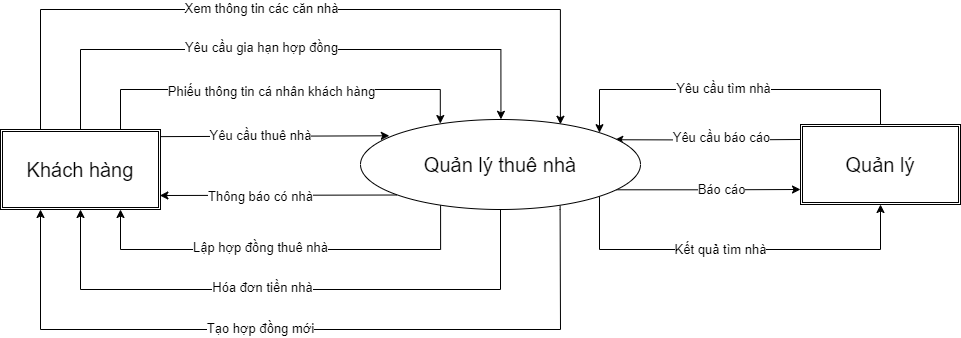 Xem thông tin các căn nhà
Yêu cầu gia hạn hợp đồng
Phiếu thông tin cá nhân khách hàng
Yêu cầu tìm nhà
Yêu cầu thuê nhà
Yêu cầu báo cáo
Khách hàng
Quản lý thuê nhà
Quản lý
Thông báo có nhà
Báo cáo
Lập hợp đồng thuê nhà
Kết quả tìm nhà
Hóa đơn tiền nhà
Tạo hợp đồng mới